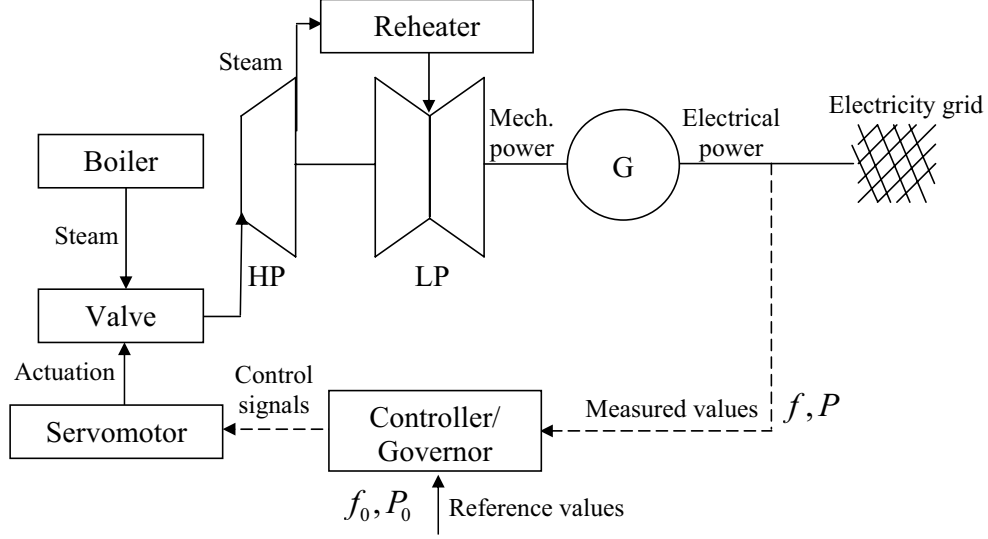 Reheater
Steam
Mech.
power
Electrical
power
Electricity grid
Boiler
G
Steam
HP
LP
Valve
Actuation
Control
signals
Servomotor
Controller/
Governor
Measured values
f, P
f₀, P₀
Reference values